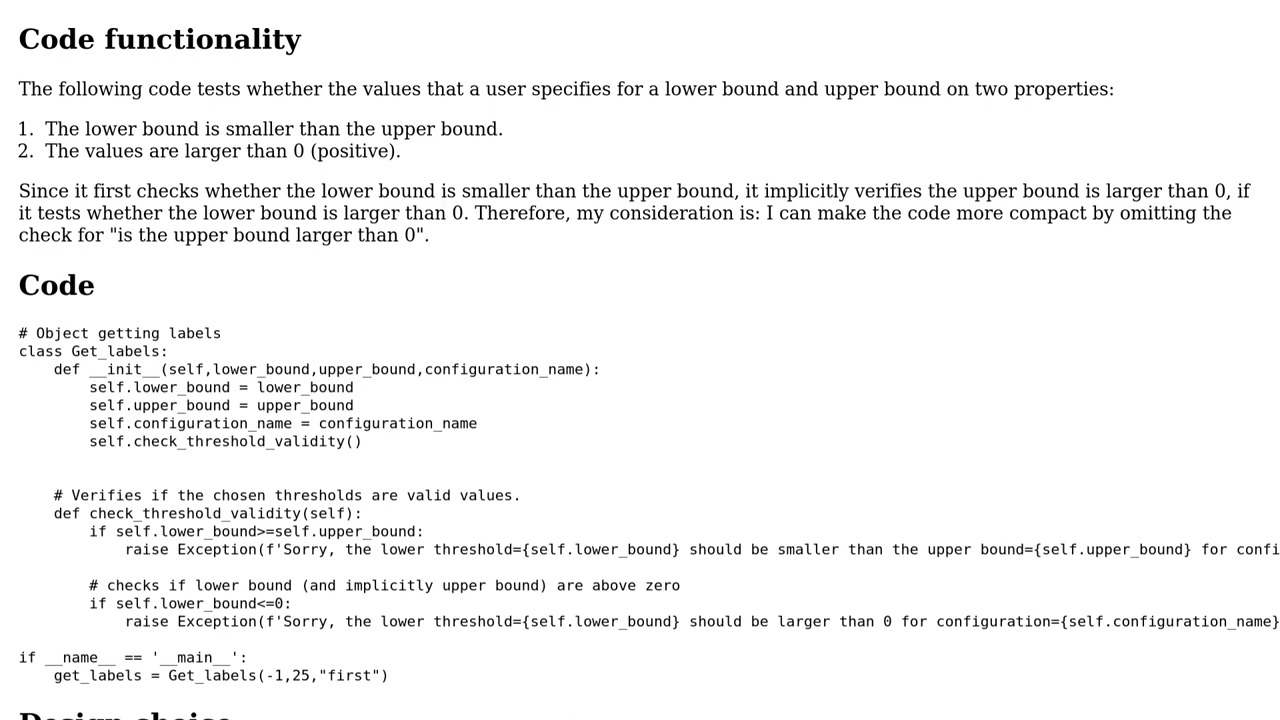 Code functionality
The following code tests whether the values that a user specifies for a lower bound and upper bound on two properties:
1. The lower bound is smaller than the upper bound.
2. The values are larger than 0 (positive).
Since it first checks whether the lower bound is smaller than the upper bound, it implicitly verifies the upper bound is larger than 0, if
it tests whether the lower bound is larger than 0. Therefore, my consideration is: I can make the code more compact by omitting the
check for "is the upper bound larger than 0".
Code
# Object getting labels
class Get_labels:
    def __init__(self,lower_bound,upper_bound,configuration_name):
        self.lower_bound = lower_bound
        self.upper_bound = upper_bound
        self.configuration_name = configuration_name
        self.check_threshold_validity()
    # Verifies if the chosen thresholds are valid values.
    def check_threshold_validity(self):
        if self.lower_bound>=self.upper_bound:
            raise Exception(f'Sorry, the lower threshold={self.lower_bound} should be smaller than the upper bound={self.upper_bound} for confi
        # checks if lower bound (and implicitly upper bound) are above zero
        if self.lower_bound<=0:
            raise Exception(f'Sorry, the lower threshold={self.lower_bound} should be larger than 0 for configuration={self.configuration_name}
if __name__ == '__main__':
    get_labels = Get_labels(-1,25,"first")
Design choice